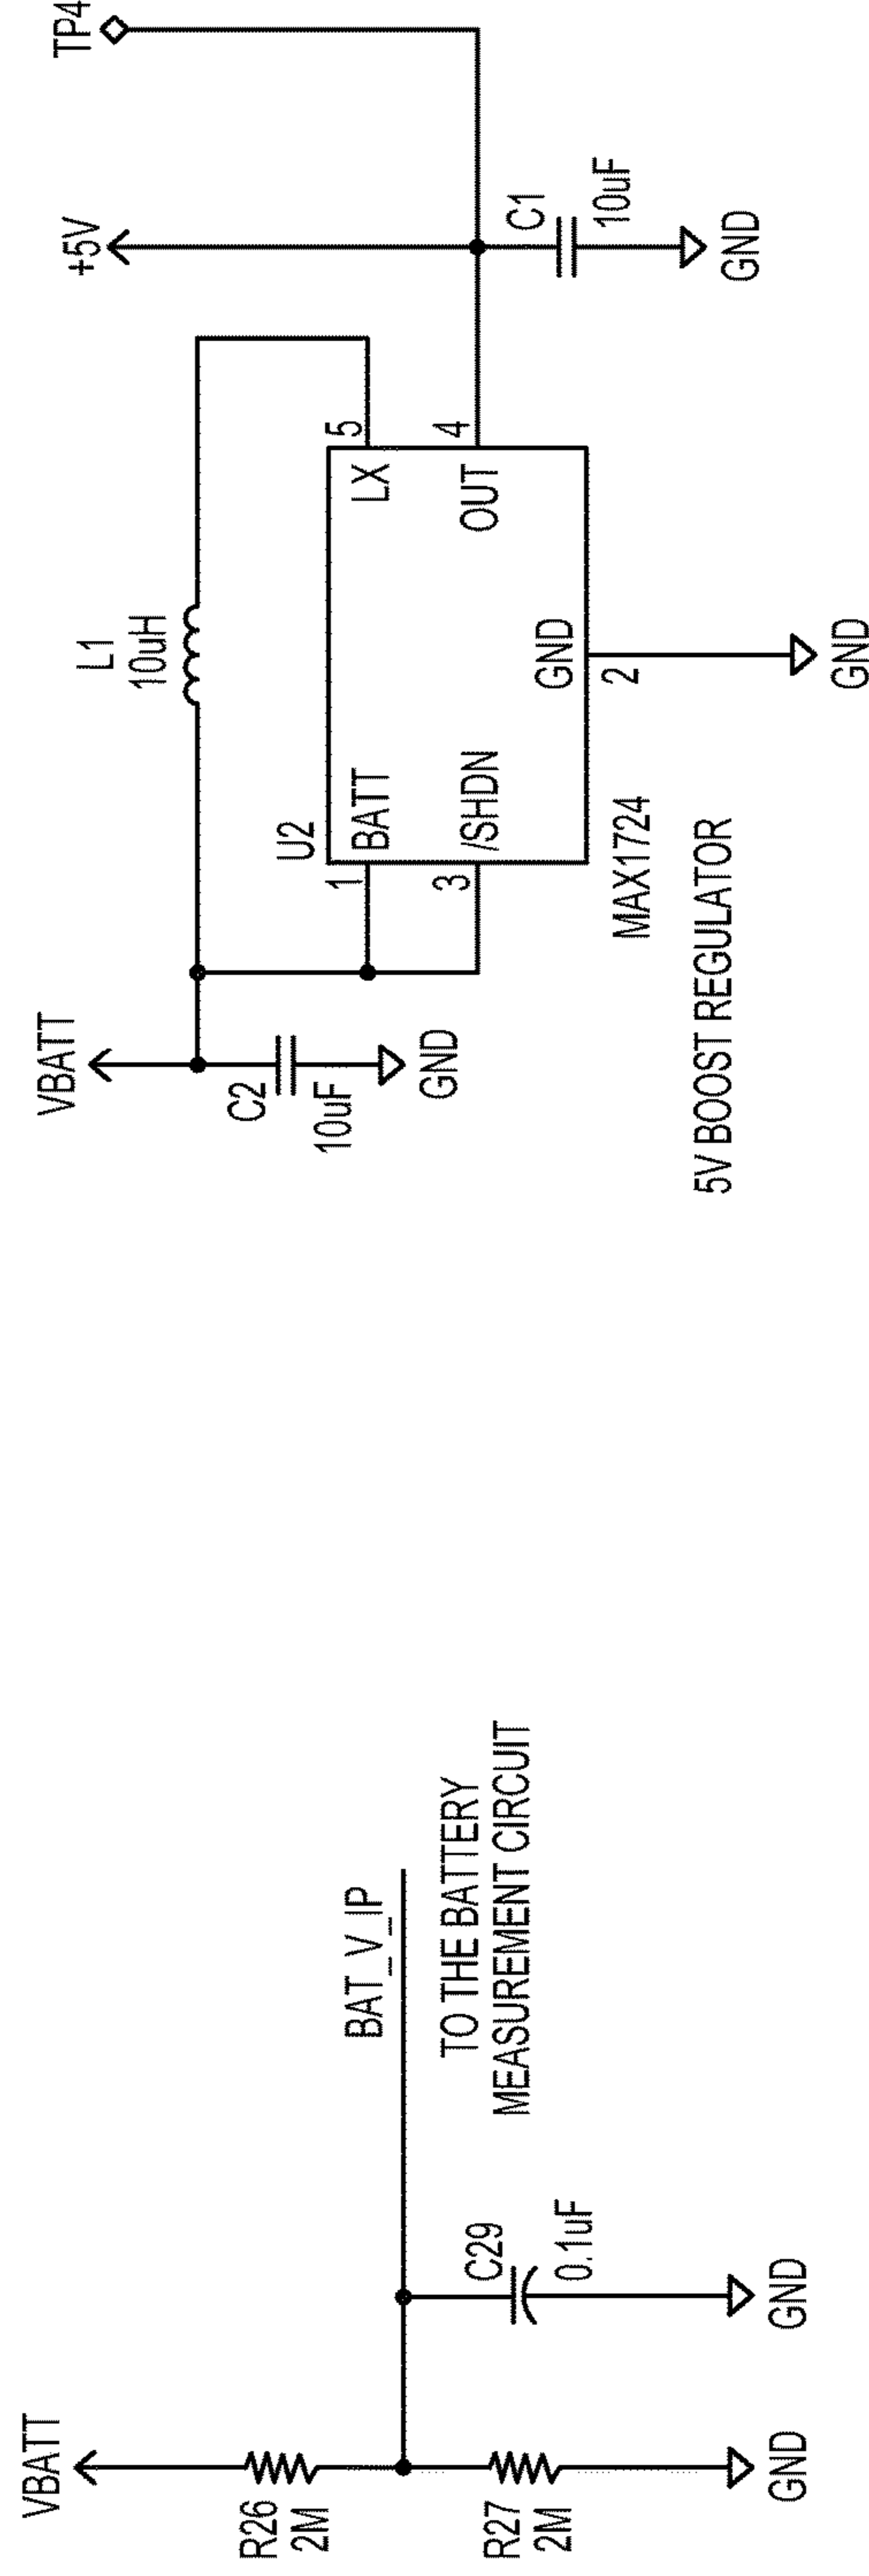 VBATT
R26
2M
R27
2M
GND
C29
0.1uF
GND
BAT_V_IP
TO THE BATTERY
MEASUREMENT CIRCUIT
VBATT
C2
10uF
GND
L1
10uH
U2
1
BATT
3
/SHDN
5
LX
4
OUT
GND
2
GND
MAX1724
5V BOOST REGULATOR
+5V
C1
10uF
GND
TP4